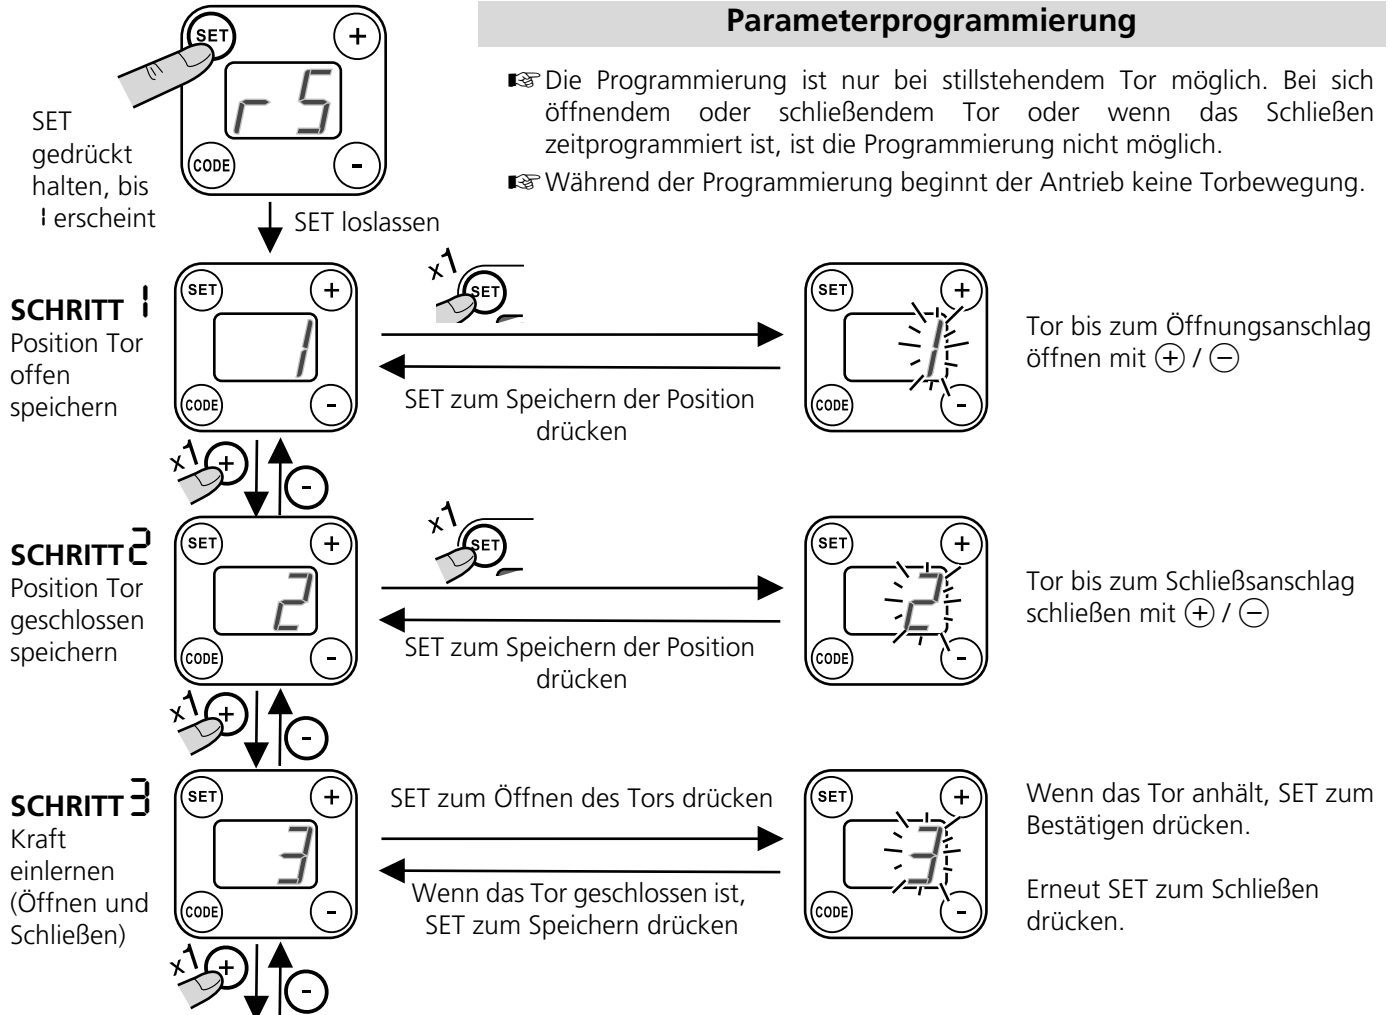 Parameterprogrammierung
☞ Die Programmierung ist nur bei stillstehendem Tor möglich. Bei sich
öffnendem oder schließendem Tor oder wenn das Schließen
zeitprogrammiert ist, ist die Programmierung nicht möglich.
☞ Während der Programmierung beginnt der Antrieb keine Torbewegung.
SET
+
rS
CODE
-
SET
gedrückt
halten, bis
1 erscheint
SET loslassen
SCHRITT 1
Position Tor
offen
speichern
SET
+
1
CODE
-
x1
SET
SET zum Speichern der Position
drücken
SET
+
1
CODE
-
Tor bis zum Öffnungsanschlag
öffnen mit + / -
x1
+
-
SCHRITT 2
Position Tor
geschlossen
speichern
SET
+
2
CODE
-
x1
SET
SET zum Speichern der Position
drücken
SET
+
2
CODE
-
Tor bis zum Schließsanschlag
schließen mit + / -
x1
+
-
SCHRITT 3
Kraft
einlernen
(Öffnen und
Schließen)
SET
+
3
CODE
-
SET zum Öffnen des Tors drücken
Wenn das Tor geschlossen ist,
SET zum Speichern drücken
SET
+
3
CODE
-
Wenn das Tor anhält, SET zum
Bestätigen drücken.
Erneut SET zum Schließen
drücken.
x1
+
-